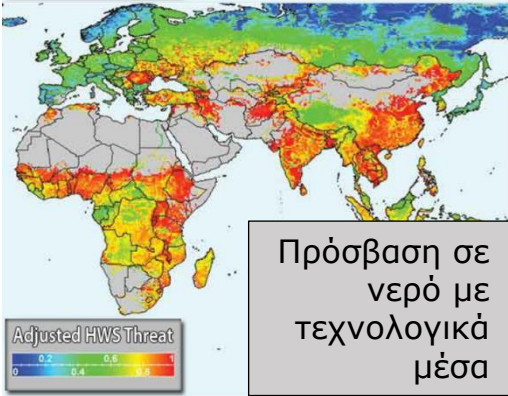 Πρόσβαση σε
νερό με
τεχνολογικά
μέσα
Adjusted HWS Threat
0.2 0.6 1
0 0.4 0.8